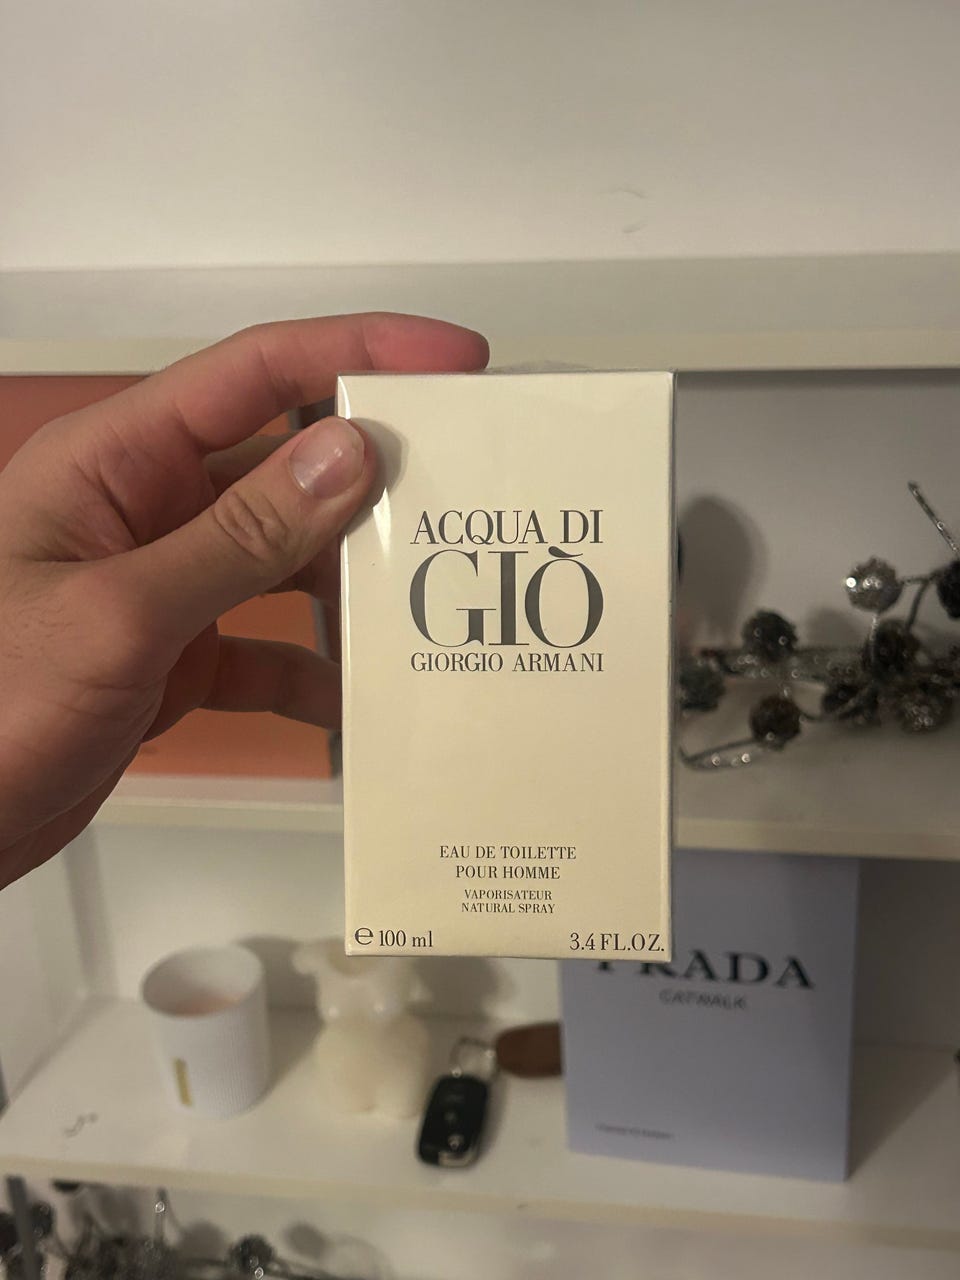 ACQUA DI
GIÒ
GIORGIO ARMANI
EAU DE TOILETTE
POUR HOMME
VAPORISATEUR
NATURAL SPRAY
℮ 100 ml
3.4 FL.OZ.
PRADA
CATWALK